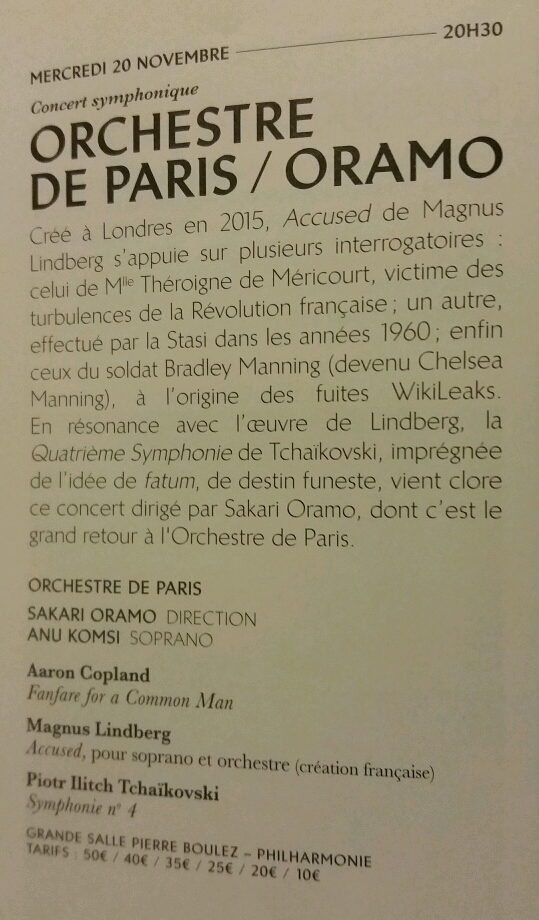 MERCREDI 20 NOVEMBRE 20H30
Concert symphonique
ORCHESTRE
DE PARIS / ORAMO
Créé à Londres en 2015, Accused de Magnus
Lindberg s'appuie sur plusieurs interrogatoires :
celui de Mlle Théroigne de Méricourt, victime des
turbulences de la Révolution française ; un autre,
effectué par la Stasi dans les années 1960 ; enfin
ceux du soldat Bradley Manning (devenu Chelsea
Manning), à l'origine des fuites WikiLeaks.
En résonance avec l'œuvre de Lindberg, la
Quatrième Symphonie de Tchaïkovski, imprégnée
de l'idée de fatum, de destin funeste, vient clore
ce concert dirigé par Sakari Oramo, dont c'est le
grand retour à l'Orchestre de Paris.
ORCHESTRE DE PARIS
SAKARI ORAMO DIRECTION
ANU KOMSI SOPRANO
Aaron Copland
Fanfare for a Common Man
Magnus Lindberg
Accused, pour soprano et orchestre (création française)
Piotr Ilitch Tchaïkovski
Symphonie n° 4
GRANDE SALLE PIERRE BOULEZ – PHILHARMONIE
TARIFS : 50€ / 40€ / 35€ / 25€ / 20€ / 10€